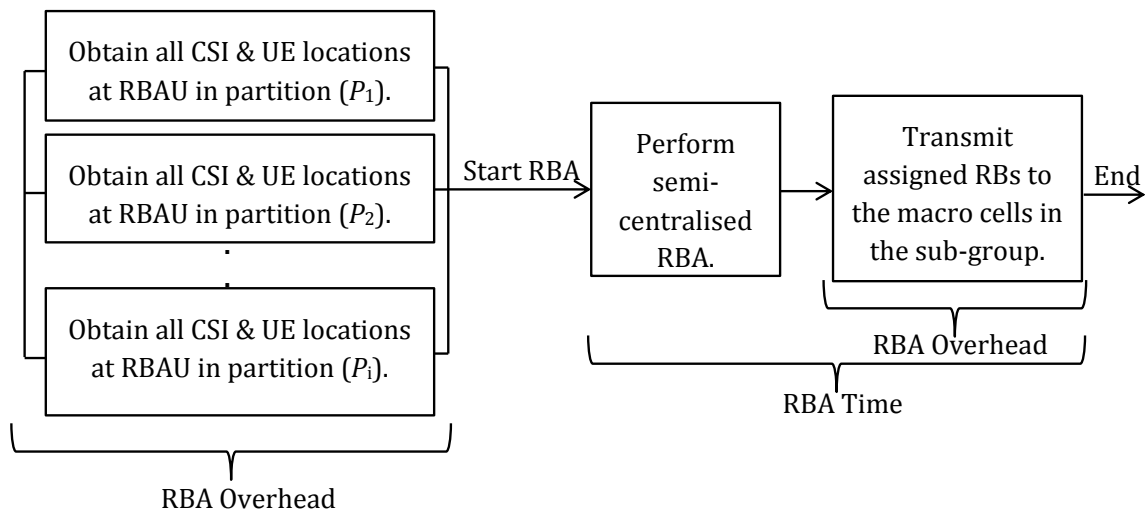 Obtain all CSI & UE locations
at RBAU in partition (P1).
Obtain all CSI & UE locations
at RBAU in partition (P2).
.
.
Obtain all CSI & UE locations
at RBAU in partition (Pi).
RBA Overhead
Start RBA
Perform
semi-
centralised
RBA.
Transmit
assigned RBs to
the macro cells in
the sub-group.
End
RBA Overhead
RBA Time